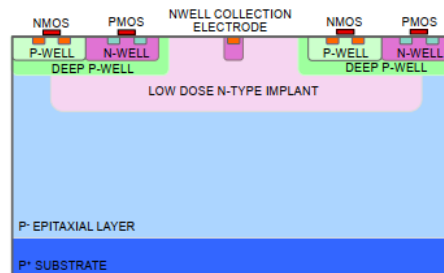 NMOS PMOS NWELL COLLECTION ELECTRODE NMOS PMOS
P-WELL N-WELL P-WELL N-WELL
DEEP P-WELL DEEP P-WELL
LOW DOSE N-TYPE IMPLANT
P⁻ EPITAXIAL LAYER
P⁺ SUBSTRATE